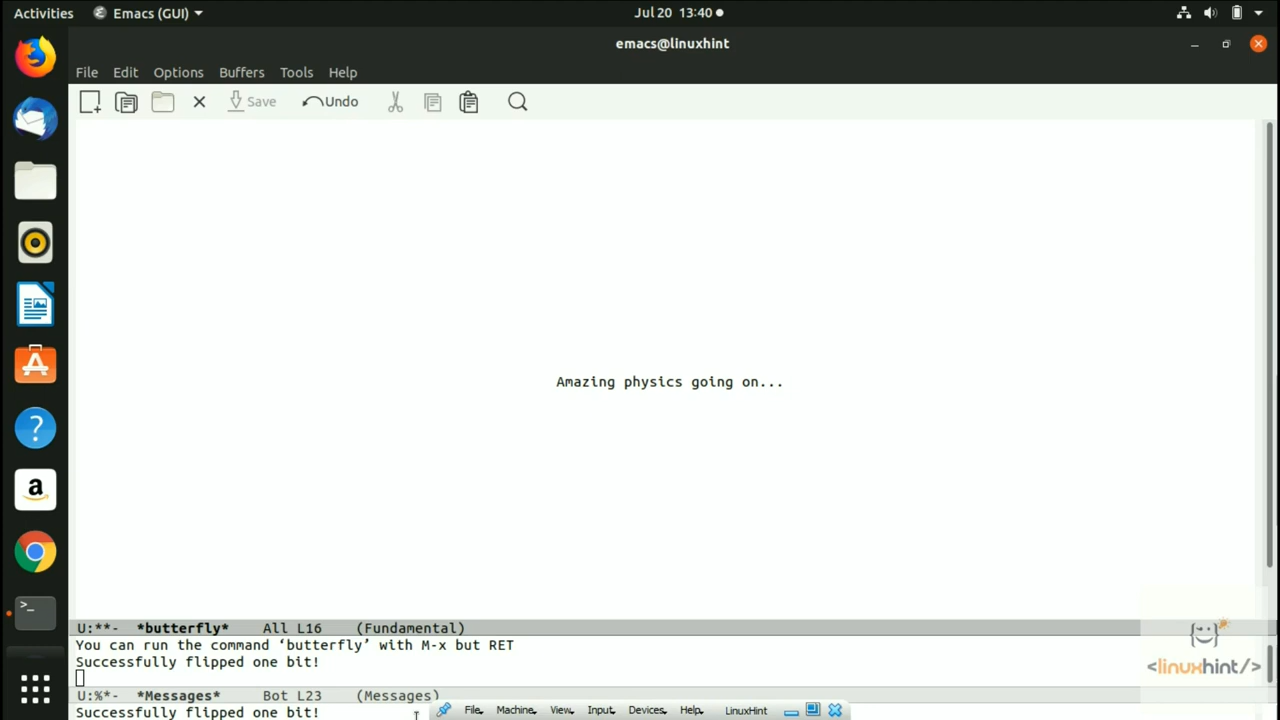 Activities Emacs (GUI) Jul 20 13:40
emacs@linuxhint
File Edit Options Buffers Tools Help
Save Undo
Amazing physics going on...
U:**- *butterfly* All L16 (Fundamental)
You can run the command ‘butterfly’ with M-x but RET
Successfully flipped one bit!
U:%*- *Messages* Bot L23 (Messages)
Successfully flipped one bit!
File Machine View Input Devices Help LinuxHint
<linuxhint/>